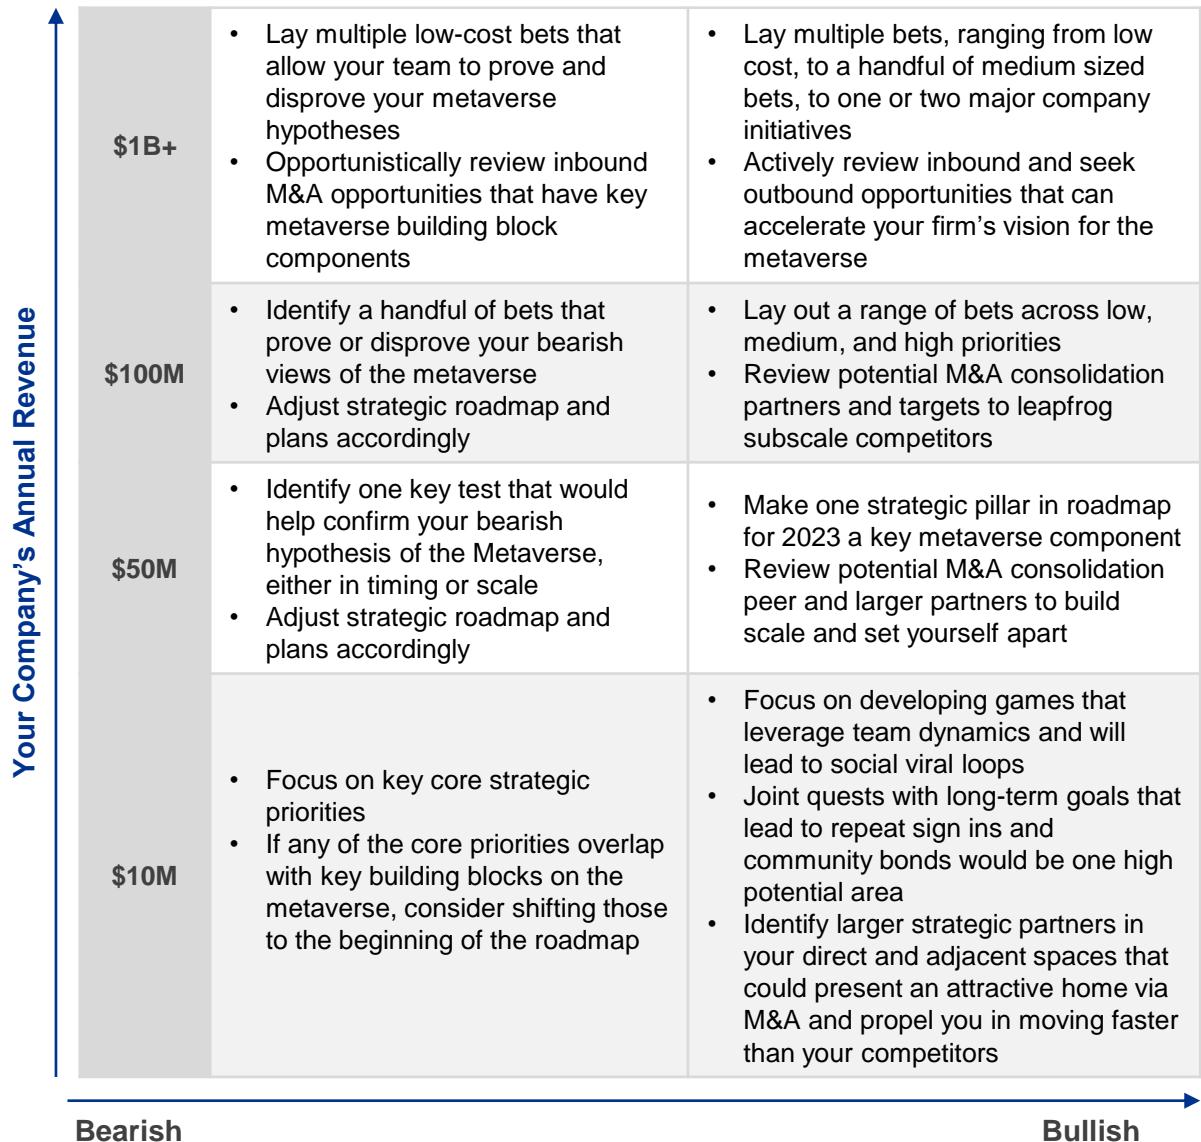 Your Company's Annual Revenue
$1B+
• Lay multiple low-cost bets that
allow your team to prove and
disprove your metaverse
hypotheses
• Opportunistically review inbound
M&A opportunities that have key
metaverse building block
components
• Lay multiple bets, ranging from low
cost, to a handful of medium sized
bets, to one or two major company
initiatives
• Actively review inbound and seek
outbound opportunities that can
accelerate your firm's vision for the
metaverse
$100M
• Identify a handful of bets that
prove or disprove your bearish
views of the metaverse
• Adjust strategic roadmap and
plans accordingly
• Lay out a range of bets across low,
medium, and high priorities
• Review potential M&A consolidation
partners and targets to leapfrog
subscale competitors
$50M
• Identify one key test that would
help confirm your bearish
hypothesis of the Metaverse,
either in timing or scale
• Adjust strategic roadmap and
plans accordingly
• Make one strategic pillar in roadmap
for 2023 a key metaverse component
• Review potential M&A consolidation
peer and larger partners to build
scale and set yourself apart
$10M
• Focus on key core strategic
priorities
• If any of the core priorities overlap
with key building blocks on the
metaverse, consider shifting those
to the beginning of the roadmap
• Focus on developing games that
leverage team dynamics and will
lead to social viral loops
• Joint quests with long-term goals that
lead to repeat sign ins and
community bonds would be one high
potential area
• Identify larger strategic partners in
your direct and adjacent spaces that
could present an attractive home via
M&A and propel you in moving faster
than your competitors
Bearish
Bullish